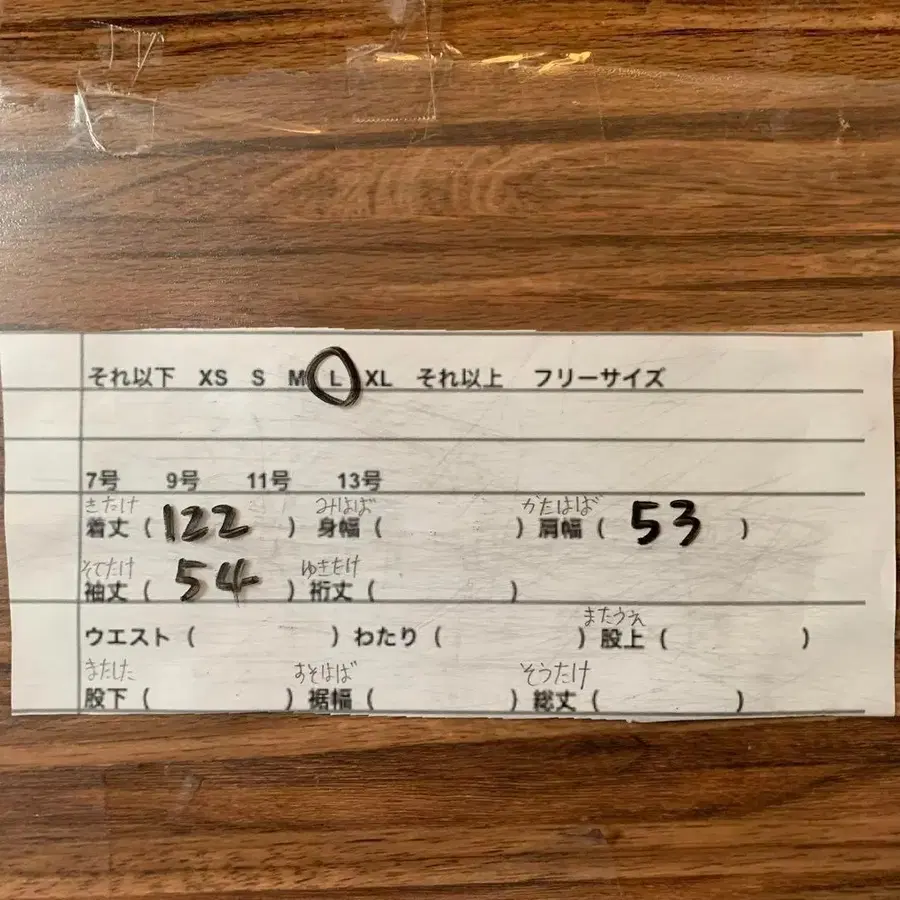 それ以下 XS S M L XL それ以上 フリーサイズ
7号 9号 11号 13号
きたけ みはば かたはば
着丈( 122 ) 身幅( ) 肩幅( 53 )
そでたけ ゆきたけ
袖丈( 54 ) 裄丈( )
またうえ
ウエスト( ) わたり( ) 股上( )
またした すそはば そうたけ
股下( ) 裾幅( ) 総丈( )